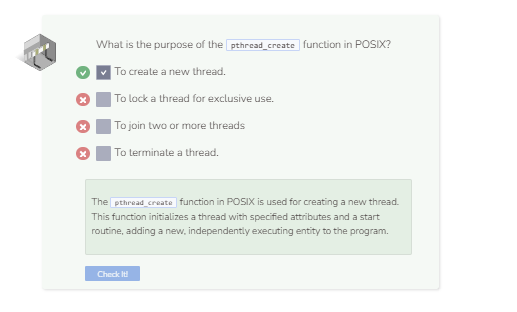 What is the purpose of the pthread_create function in POSIX?
To create a new thread.
To lock a thread for exclusive use.
To join two or more threads
To terminate a thread.
The pthread_create function in POSIX is used for creating a new thread.
This function initializes a thread with specified attributes and a start
routine, adding a new, independently executing entity to the program.
Check It!